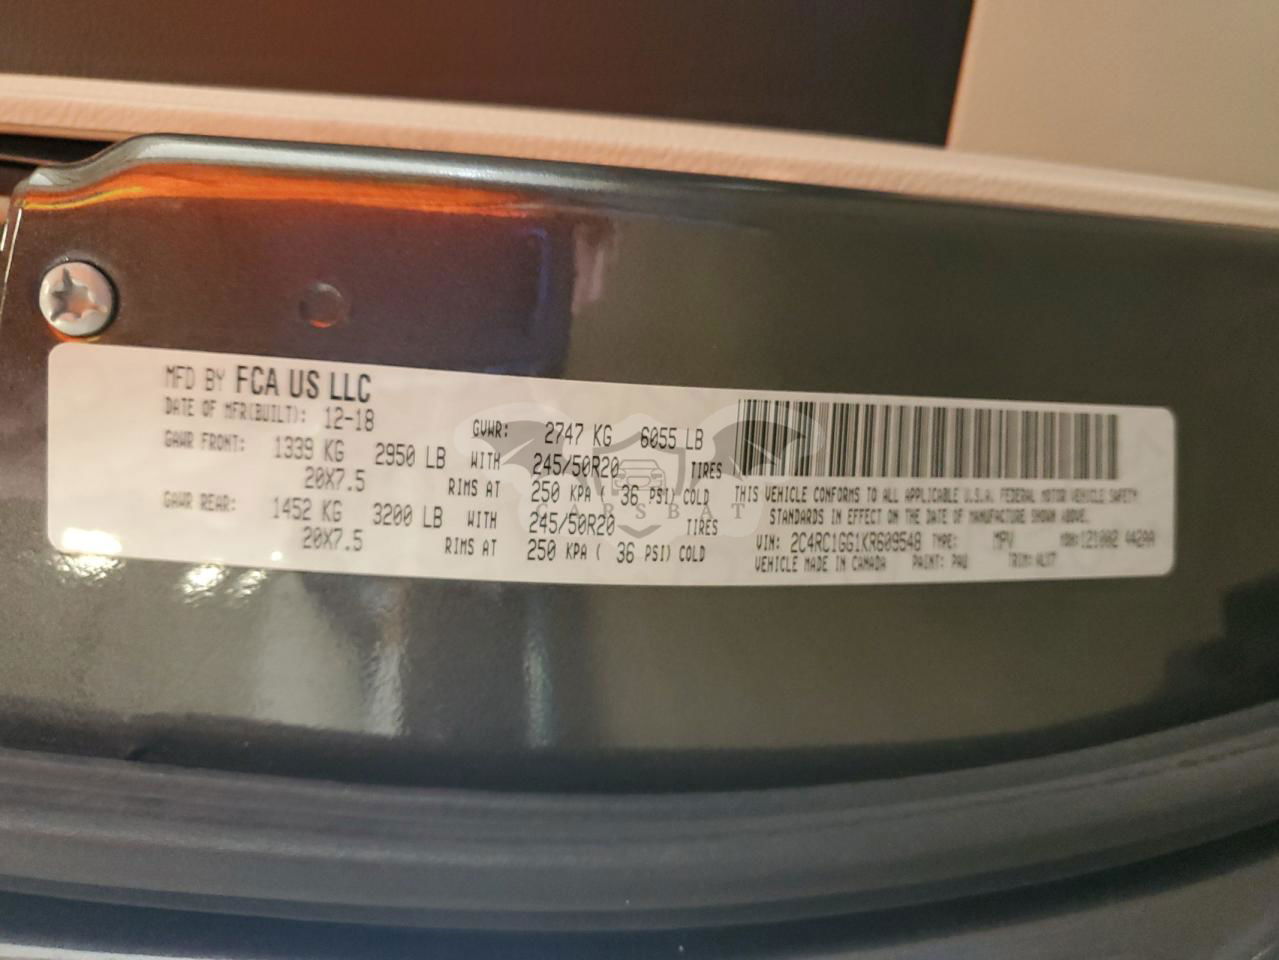 MFD BY FCA US LLC
DATE OF MFR(BUILT): 12-18 GVWR: 2747 KG 6055 LB
GAWR FRONT: 1339 KG 2950 LB WITH 245/50R20 TIRES
20X7.5 RIMS AT 250 KPA ( 36 PSI) COLD
GAWR REAR: 1452 KG 3200 LB WITH 245/50R20 TIRES
20X7.5 RIMS AT 250 KPA ( 36 PSI) COLD
THIS VEHICLE CONFORMS TO ALL APPLICABLE U.S.A. FEDERAL MOTOR VEHICLE SAFETY
STANDARDS IN EFFECT ON THE DATE OF MANUFACTURE SHOWN ABOVE.
VIN: 2C4RC1GG1KR609548 TYPE: MPV MDH:
VEHICLE MADE IN CANADA PAINT: PAU TRIM:
CARSBAT